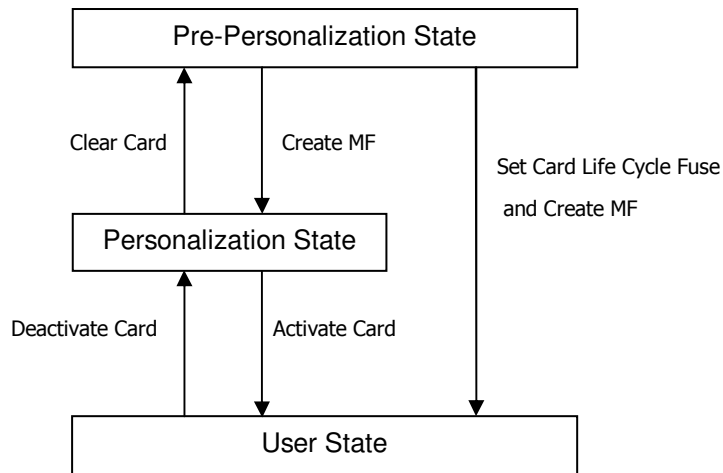 Pre-Personalization State
Clear Card
Create MF
Set Card Life Cycle Fuse
and Create MF
Personalization State
Deactivate Card
Activate Card
User State